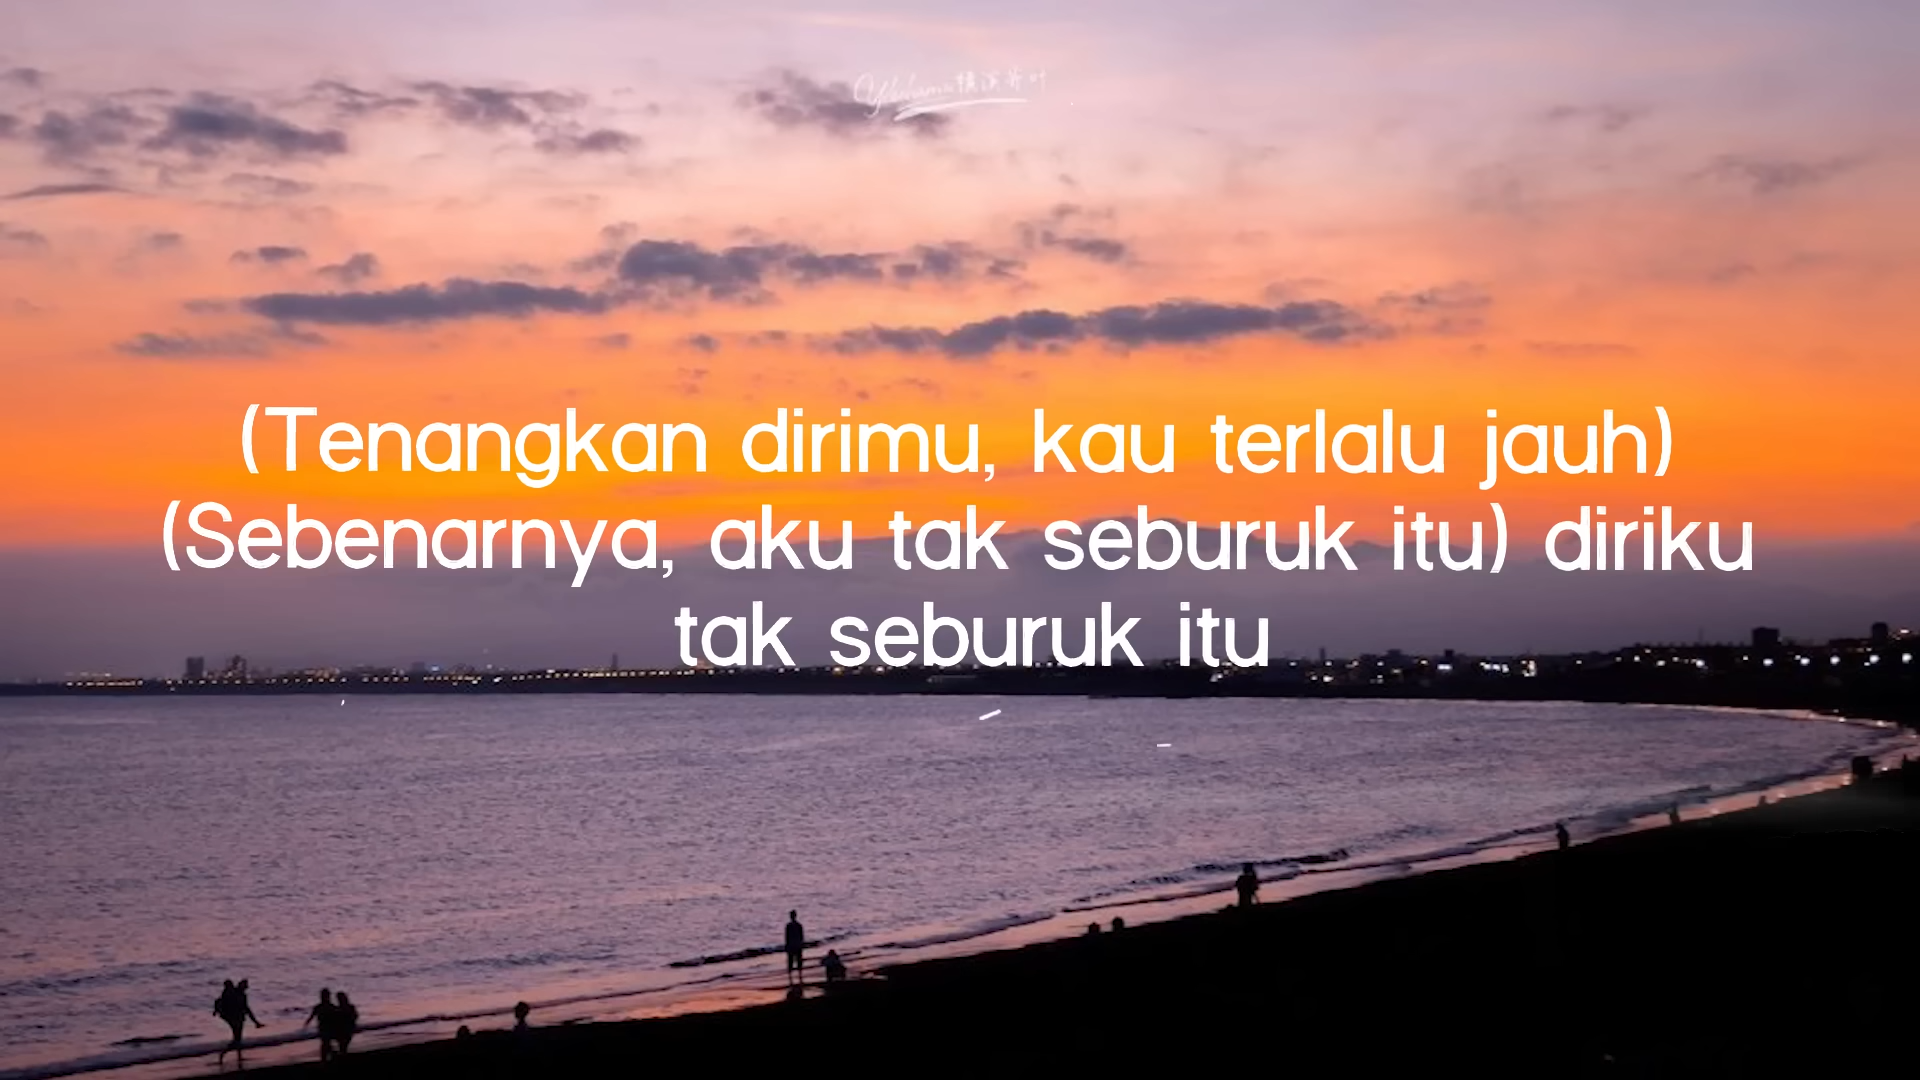 (Tenangkan dirimu, kau terlalu jauh)
(Sebenarnya, aku tak seburuk itu) diriku
tak seburuk itu